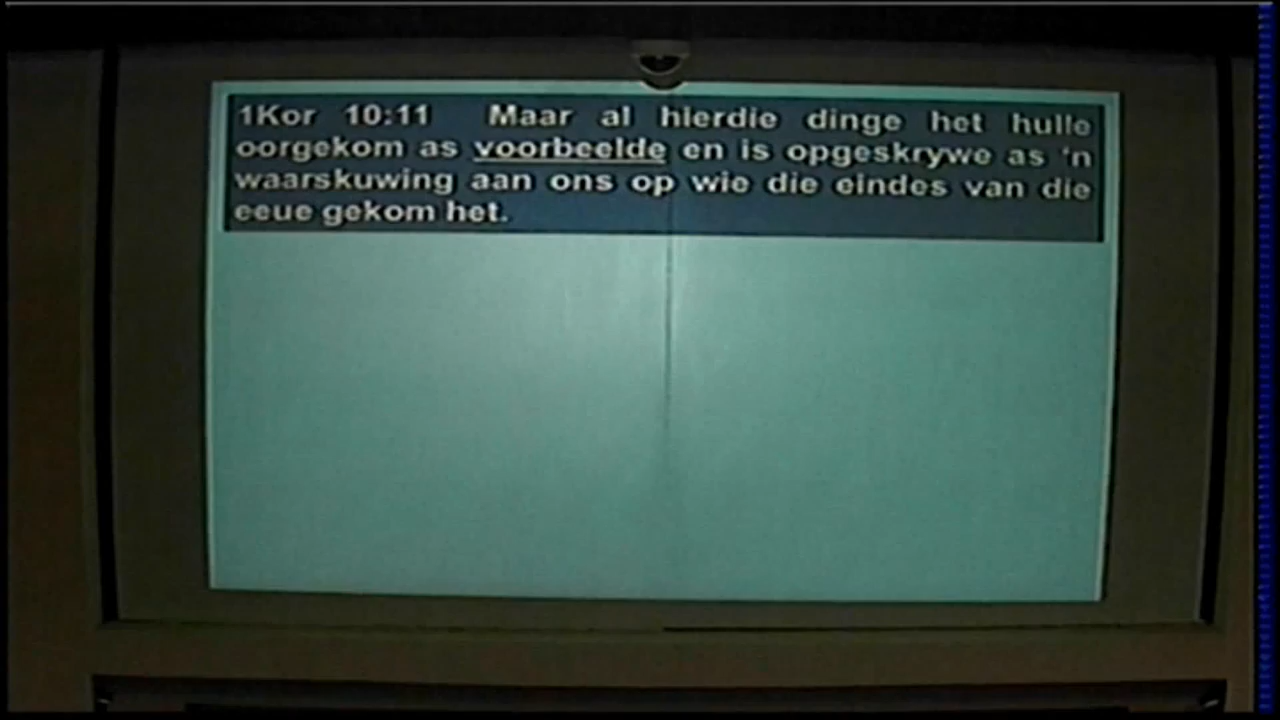 1Kor 10:11 Maar al hierdie dinge het hulle
oorgekom as voorbeelde en is opgeskrywe as 'n
waarskuwing aan ons op wie die eindes van die
eeue gekom het.